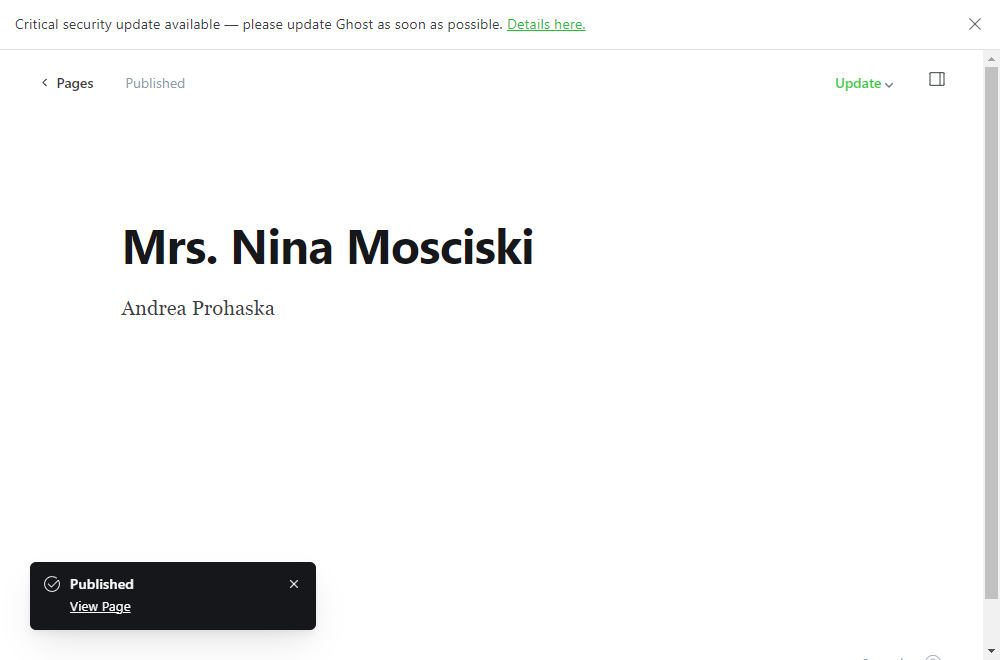 Critical security update available — please update Ghost as soon as possible. Details here.
Pages
Published
Update
Mrs. Nina Mosciski
Andrea Prohaska
Published
View Page